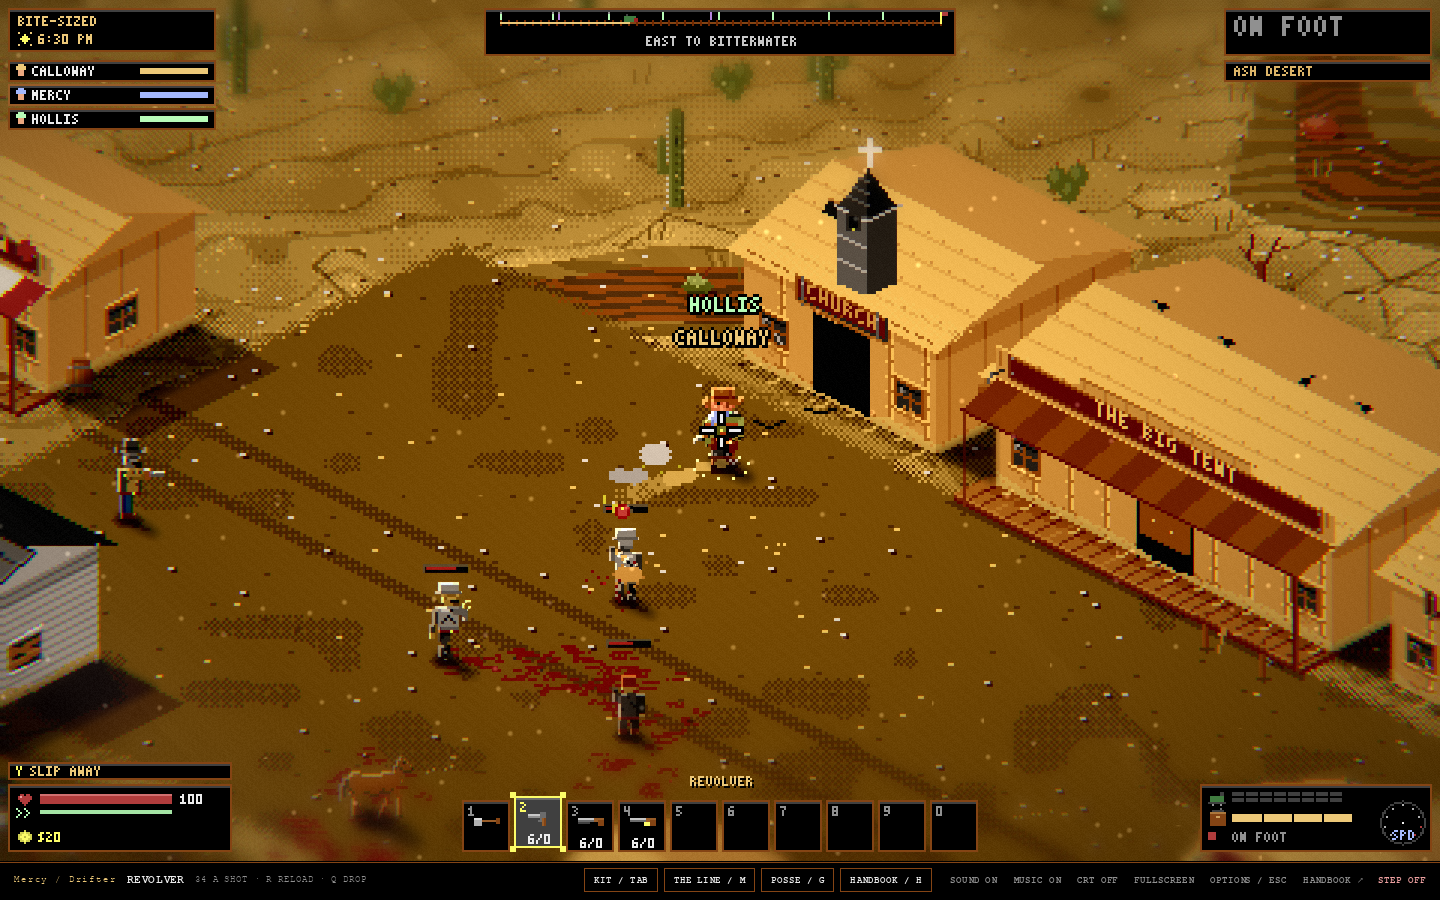 BITE-SIZED
6:30 PM
CALLOWAY
MERCY
HOLLIS
EAST TO BITTERWATER
ON FOOT
ASH DESERT
HOLLIS
CALLOWAY
CHURCH
THE BIG TENT
Y SLIP AWAY
100
$20
REVOLVER
1 2 3 4 5 6 7 8 9 0
6/0 6/0 6/0
ON FOOT
SPD
Mercy / Drifter REVOLVER 34 A SHOT · R RELOAD · Q DROP
KIT / TAB THE LINE / M POSSE / G HANDBOOK / H SOUND ON MUSIC ON CRT OFF FULLSCREEN OPTIONS / ESC HANDBOOK ↗ STEP OFF